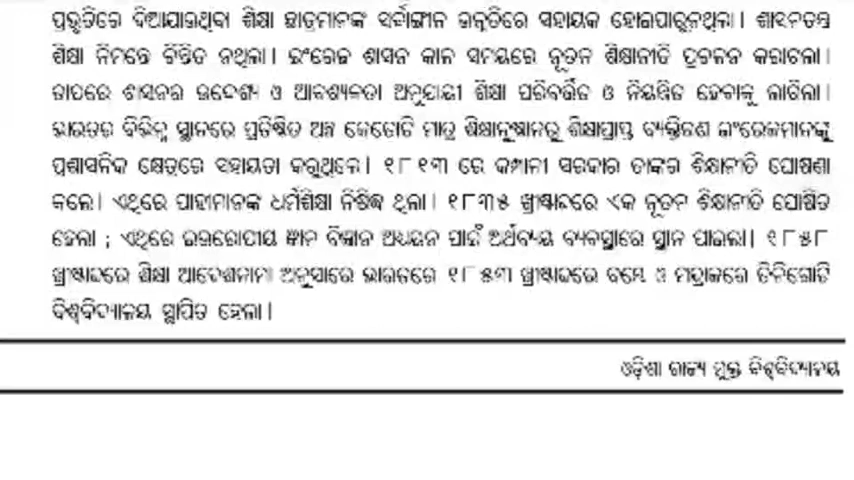 ପ୍ରଭୃତିରେ ଦିଆଯାଉଥିବା ଶିକ୍ଷା ଛାତ୍ରମାନଙ୍କ ସର୍ବାଙ୍ଗୀନ ଉନ୍ନତିରେ ସହାୟକ ହୋଇପାରୁନଥିଲା। ଶାସନତନ୍ତ୍ର
ଶିକ୍ଷା ନିମନ୍ତେ ଚିନ୍ତିତ ନଥିଲା। ଇଂରେଜ ଶାସନ କାଳ ସମୟରେ ନୂତନ ଶିକ୍ଷାନୀତି ପ୍ରଚଳନ କରାଗଲା।
ତାପରେ ଶାସନର ଉଦ୍ଦେଶ୍ୟ ଓ ଆବଶ୍ୟକତା ଅନୁଯାୟୀ ଶିକ୍ଷା ପରିବର୍ତ୍ତିତ ଓ ନିୟନ୍ତ୍ରିତ ହେବାକୁ ଲାଗିଲା।
ଭାରତର ବିଭିନ୍ନ ସ୍ଥାନରେ ପ୍ରତିଷ୍ଠିତ ଅଳ୍ପ କେତୋଟି ମାତ୍ର ଶିକ୍ଷାନୁଷ୍ଠାନରୁ ଶିକ୍ଷାପ୍ରାପ୍ତ ବ୍ୟକ୍ତିଗଣ ଇଂରେଜମାନଙ୍କୁ
ପ୍ରଶାସନିକ କ୍ଷେତ୍ରରେ ସହାୟତା କରୁଥିଲେ। ୧୮୧୩ ରେ କମ୍ପାନୀ ସରକାର ତାଙ୍କର ଶିକ୍ଷାନୀତି ଘୋଷଣା
କଲେ। ଏଥିରେ ପାଦ୍ରୀମାନଙ୍କ ଧର୍ମଶିକ୍ଷା ନିଷିଦ୍ଧ ଥିଲା। ୧୮୩୫ ଖ୍ରୀଷ୍ଟାବ୍ଦରେ ଏକ ନୂତନ ଶିକ୍ଷାନୀତି ଘୋଷିତ
ହେଲା ; ଏଥିରେ ଇଉରୋପୀୟ ଜ୍ଞାନ ବିଜ୍ଞାନ ଅଧ୍ୟୟନ ପାଇଁ ଅର୍ଥବ୍ୟୟ ବ୍ୟବସ୍ଥାରେ ସ୍ଥାନ ପାଇଲା। ୧୮୫୮
ଖ୍ରୀଷ୍ଟାବ୍ଦରେ ଶିକ୍ଷା ଆଦେଶନାମା ଅନୁସାରେ ଭାରତରେ ୧୮୫୩ ଖ୍ରୀଷ୍ଟାବ୍ଦରେ ବମ୍ବେ ଓ ମଦ୍ରାଜରେ ତିନିଗୋଟି
ବିଶ୍ୱବିଦ୍ୟାଳୟ ସ୍ଥାପିତ ହେଲା।
ଓଡ଼ିଶା ରାଜ୍ୟ ମୁକ୍ତ ବିଶ୍ୱବିଦ୍ୟାଳୟ